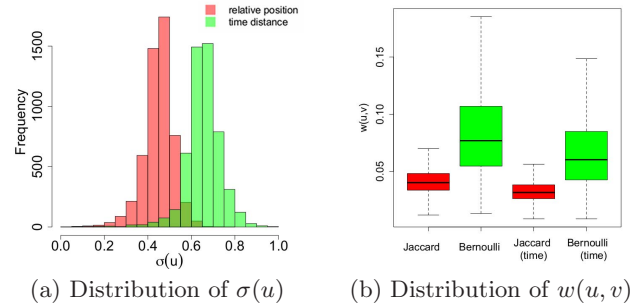 relative position
time distance
Frequency
1500
1000
500
0
0.0 0.2 0.4 0.6 0.8 1.0
σ(u)
(a) Distribution of σ(u)
w(u,v)
0.15
0.10
0.05
Jaccard Bernoulli Jaccard (time) Bernoulli (time)
(b) Distribution of w(u, v)